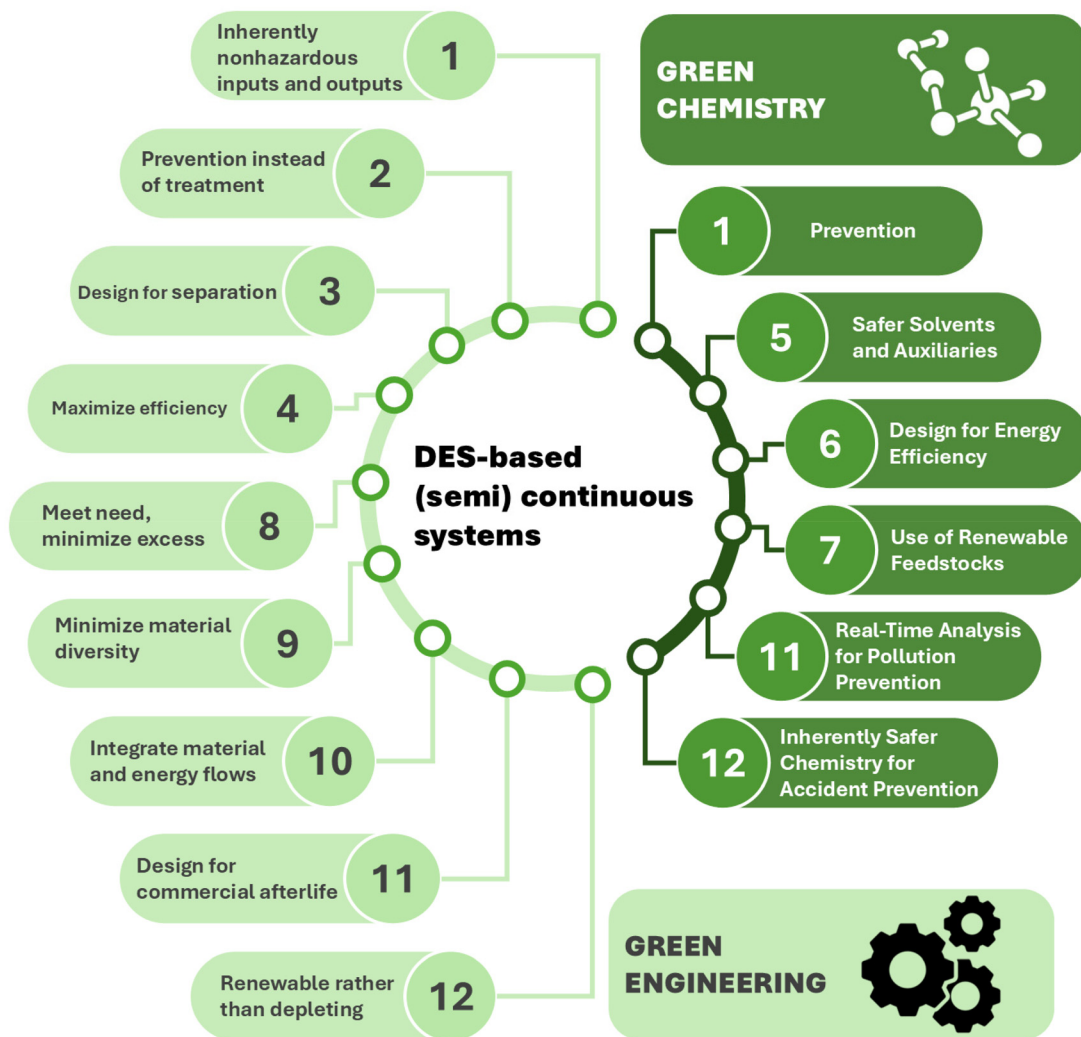 Inherently
nonhazardous
inputs and outputs
1
Prevention instead
of treatment
2
Design for separation
3
Maximize efficiency
4
Meet need,
minimize excess
8
Minimize material
diversity
9
Integrate material
and energy flows
10
Design for
commercial afterlife
11
Renewable rather
than depleting
12
DES-based
(semi) continuous
systems
GREEN
CHEMISTRY
1
Prevention
5
Safer Solvents
and Auxiliaries
6
Design for Energy
Efficiency
7
Use of Renewable
Feedstocks
11
Real-Time Analysis
for Pollution
Prevention
12
Inherently Safer
Chemistry for
Accident Prevention
GREEN
ENGINEERING